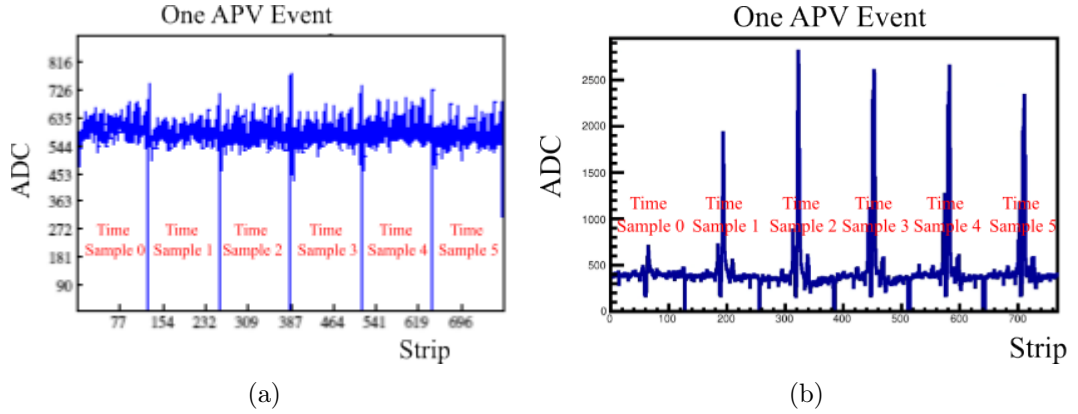 One APV Event
ADC
816
726
635
544
453
363
272
181
90
Time Time Time Time Time Time
Sample 0 Sample 1 Sample 2 Sample 3 Sample 4 Sample 5
77 154 232 309 387 464 541 619 696
Strip
(a)
One APV Event
ADC
2500
2000
1500
1000
500
0
Time Time Time Time Time Time
Sample 0 Sample 1 Sample 2 Sample 3 Sample 4 Sample 5
0 100 200 300 400 500 600 700
Strip
(b)